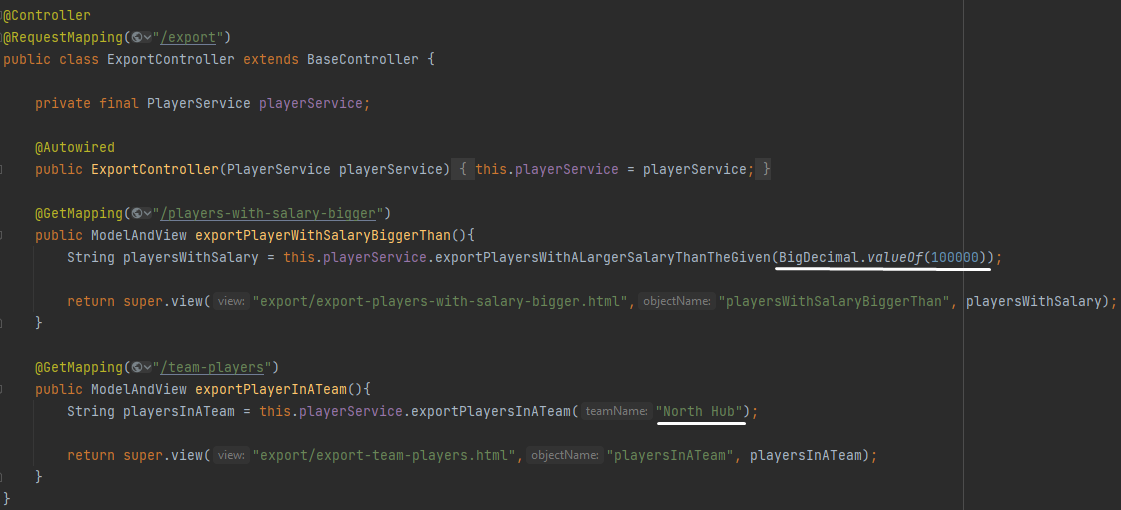 @Controller
@RequestMapping("/export")
public class ExportController extends BaseController {
private final PlayerService playerService;
@Autowired
public ExportController(PlayerService playerService) { this.playerService = playerService; }
@GetMapping("/players-with-salary-bigger")
public ModelAndView exportPlayerWithSalaryBiggerThan(){
String playersWithSalary = this.playerService.exportPlayersWithALargerSalaryThanTheGiven(BigDecimal.valueOf(100000));
return super.view( view: "export/export-players-with-salary-bigger.html", objectName: "playersWithSalaryBiggerThan", playersWithSalary);
}
@GetMapping("/team-players")
public ModelAndView exportPlayerInATeam(){
String playersInATeam = this.playerService.exportPlayersInATeam( teamName: "North Hub");
return super.view( view: "export/export-team-players.html", objectName: "playersInATeam", playersInATeam);
}
}